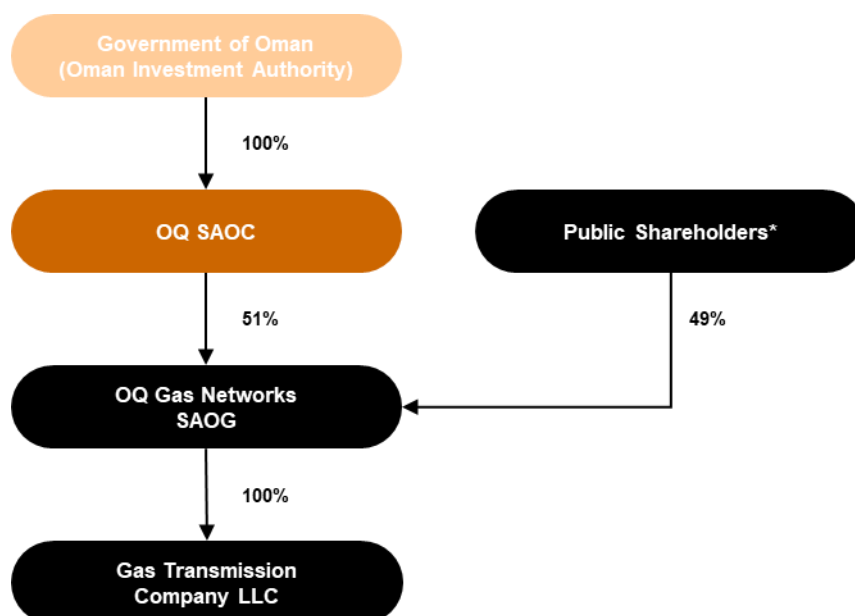 Government of Oman
(Oman Investment Authority)
100%
OQ SAOC
Public Shareholders*
51%
49%
OQ Gas Networks
SAOG
100%
Gas Transmission
Company LLC